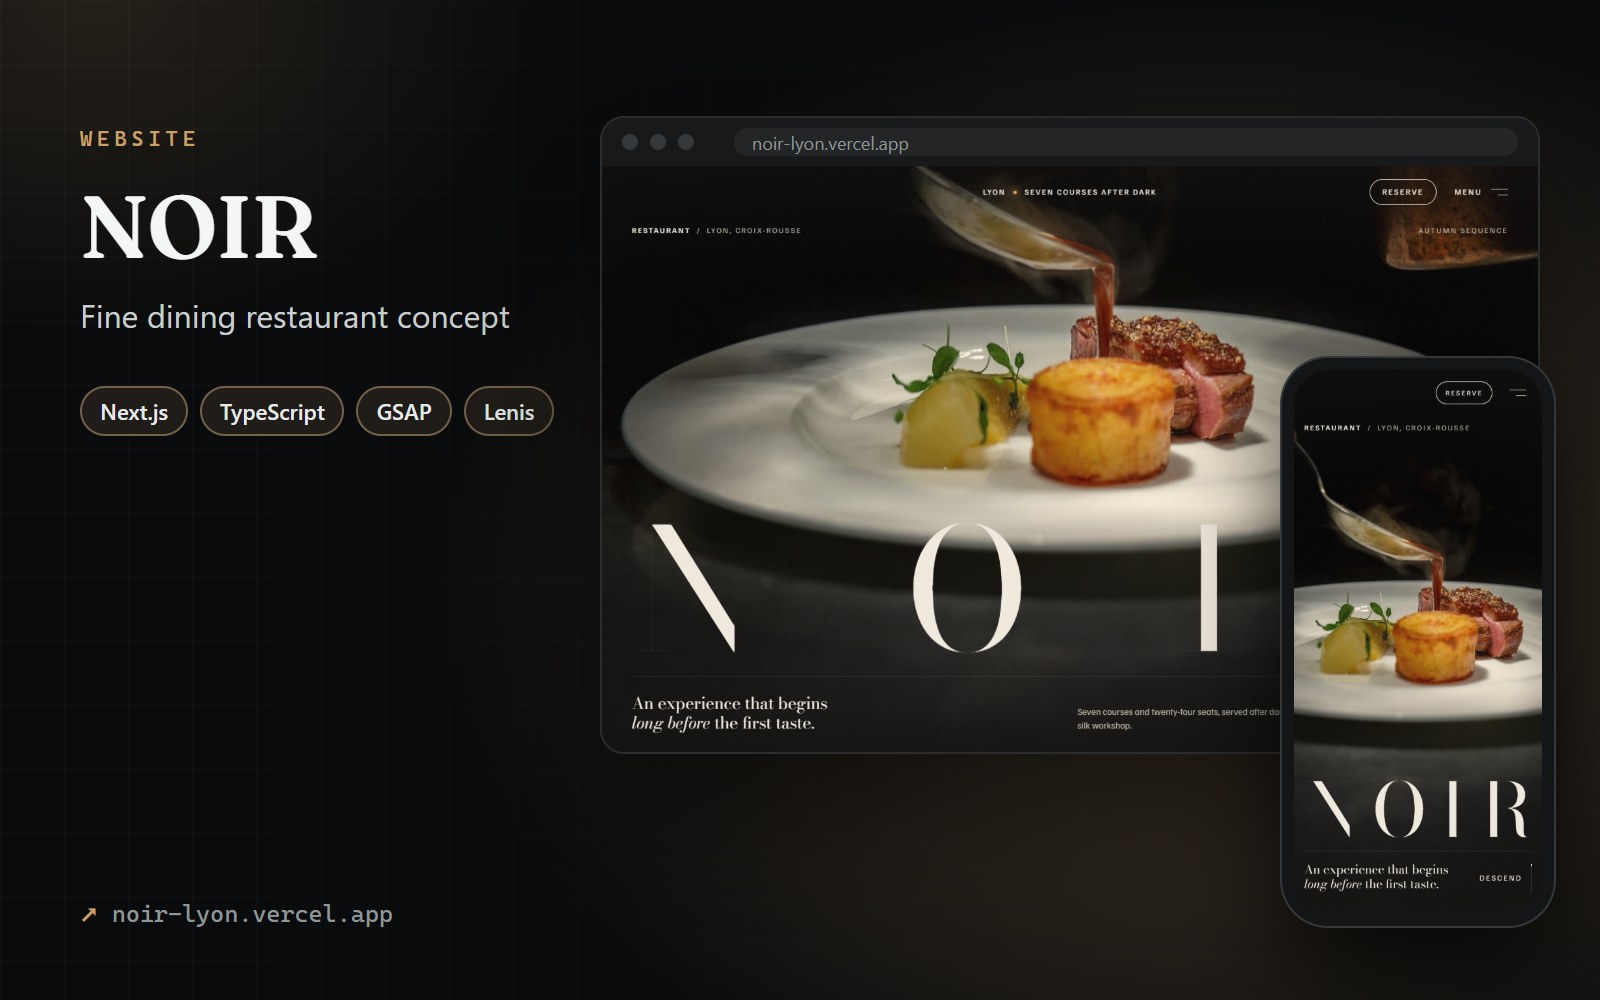 WEBSITE
NOIR
Fine dining restaurant concept
Next.js TypeScript GSAP Lenis
↗ noir-lyon.vercel.app
noir-lyon.vercel.app
LYON • SEVEN COURSES AFTER DARK
RESERVE MENU
RESTAURANT / LYON, CROIX-ROUSSE
AUTUMN SEQUENCE
N O I
An experience that begins
long before the first taste.
Seven courses and twenty-four seats, served after
silk workshop.
RESERVE
RESTAURANT / LYON, CROIX-ROUSSE
NOIR
An experience that begins
long before the first taste.
DESCEND